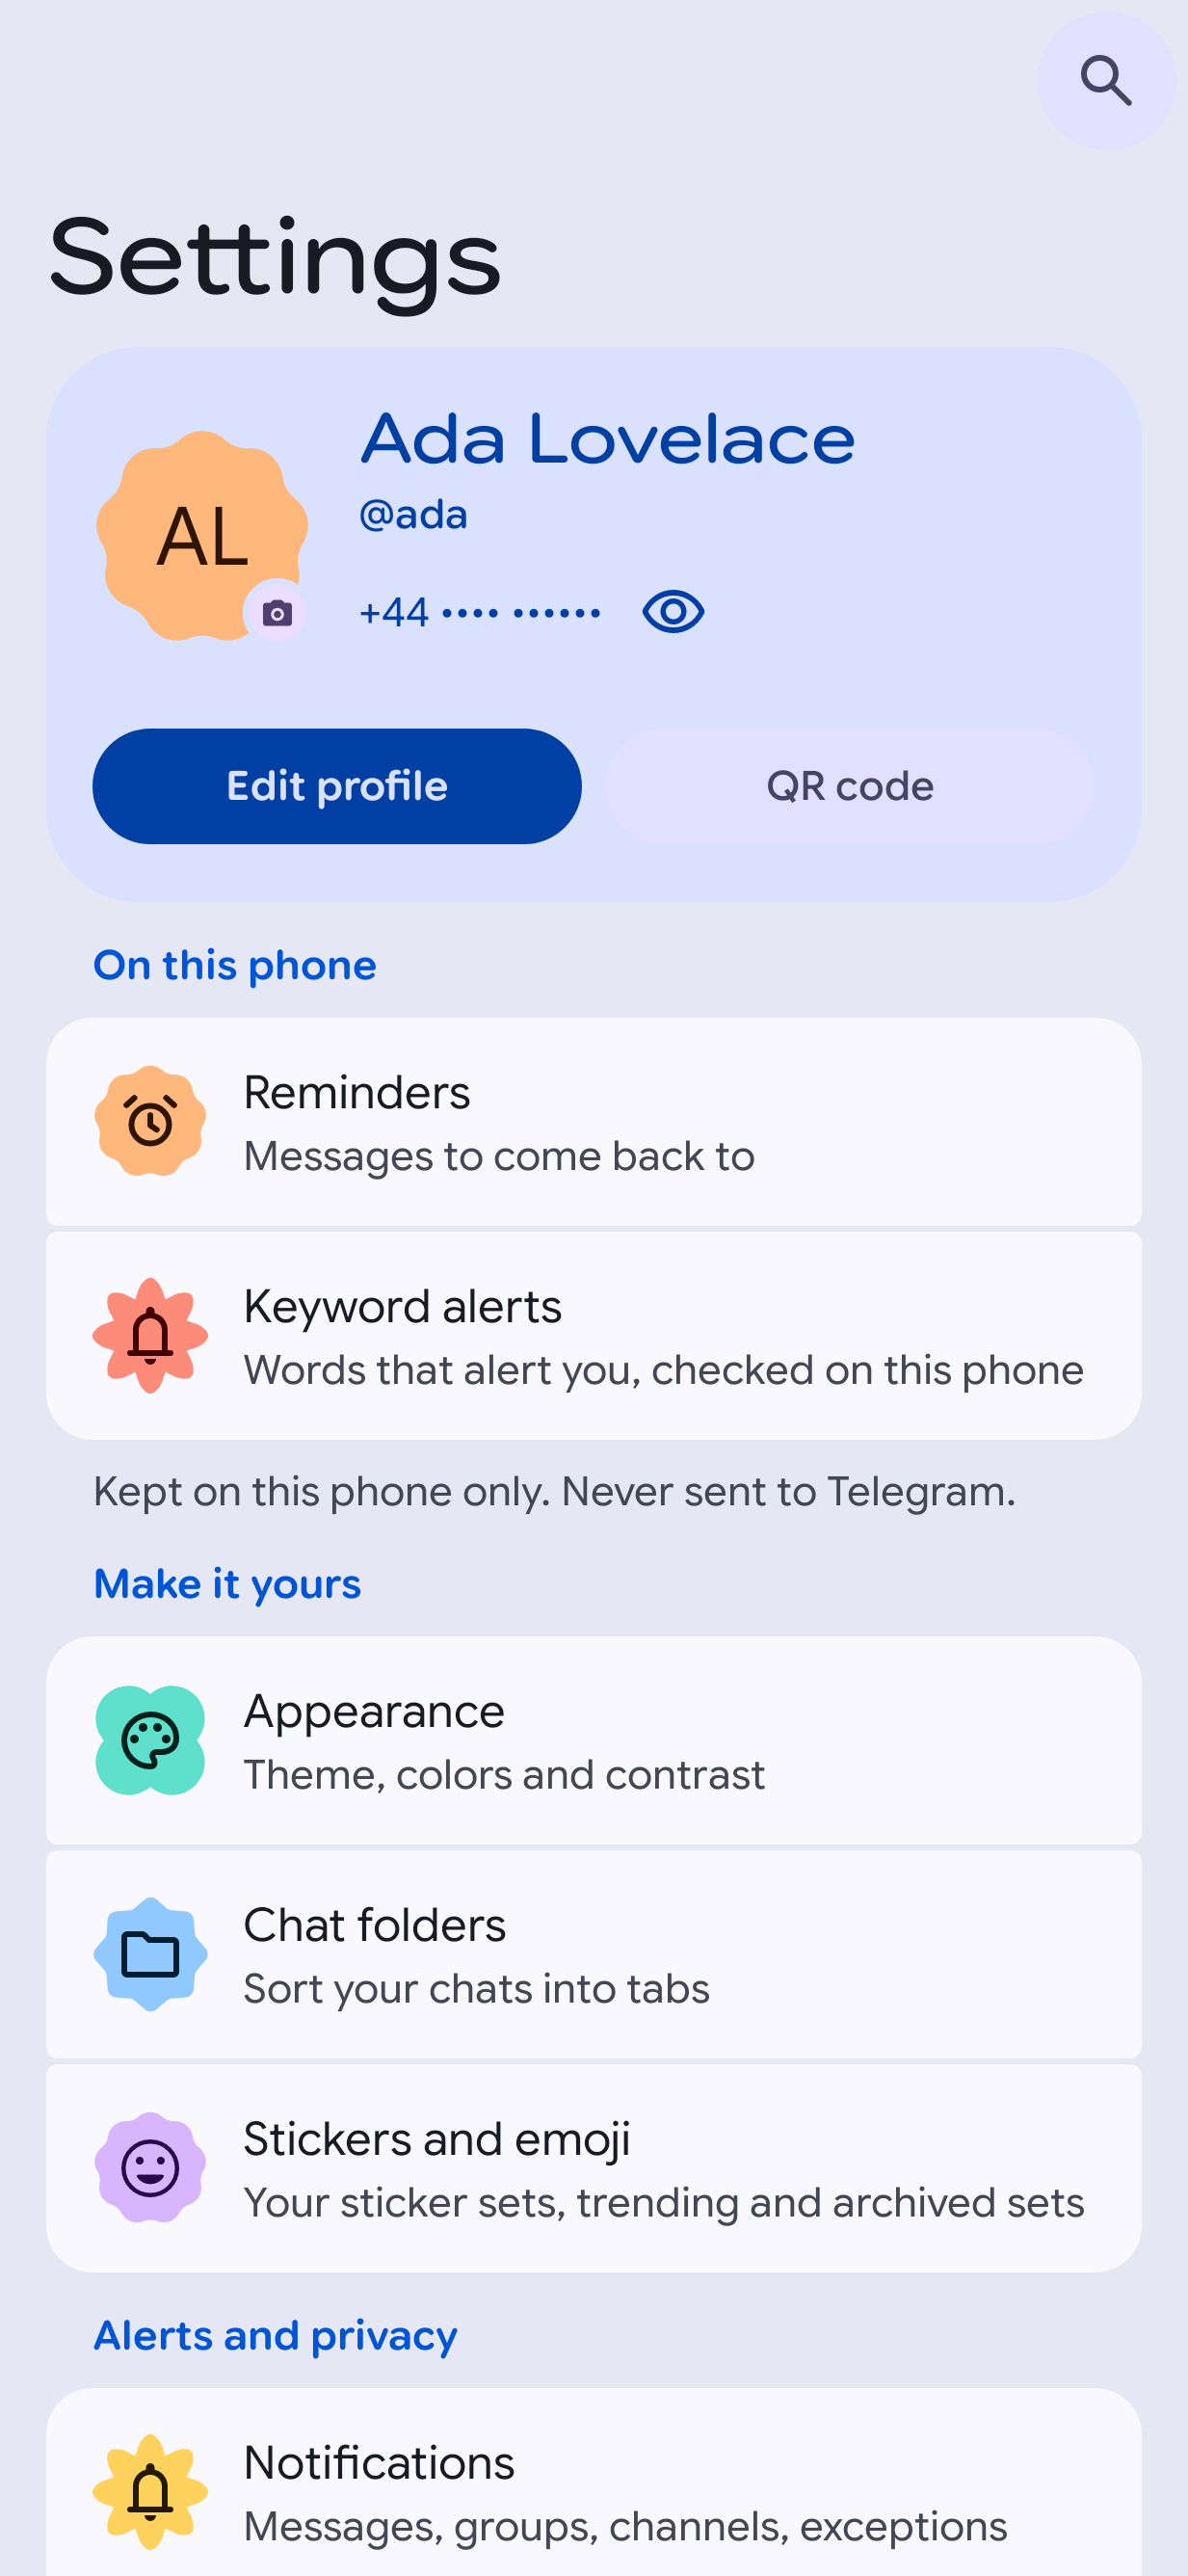 Settings
AL
Ada Lovelace
@ada
+44 •••• ••••••
Edit profile
QR code
On this phone
Reminders
Messages to come back to
Keyword alerts
Words that alert you, checked on this phone
Kept on this phone only. Never sent to Telegram.
Make it yours
Appearance
Theme, colors and contrast
Chat folders
Sort your chats into tabs
Stickers and emoji
Your sticker sets, trending and archived sets
Alerts and privacy
Notifications
Messages, groups, channels, exceptions